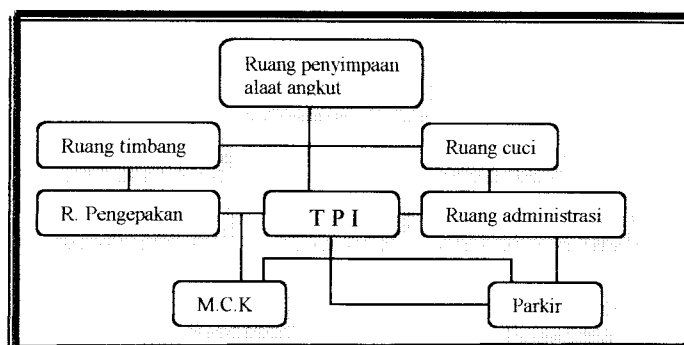 Ruang penyimpaan
alaat angkut
Ruang timbang
Ruang cuci
R. Pengepakan
T P I
Ruang administrasi
M.C.K
Parkir